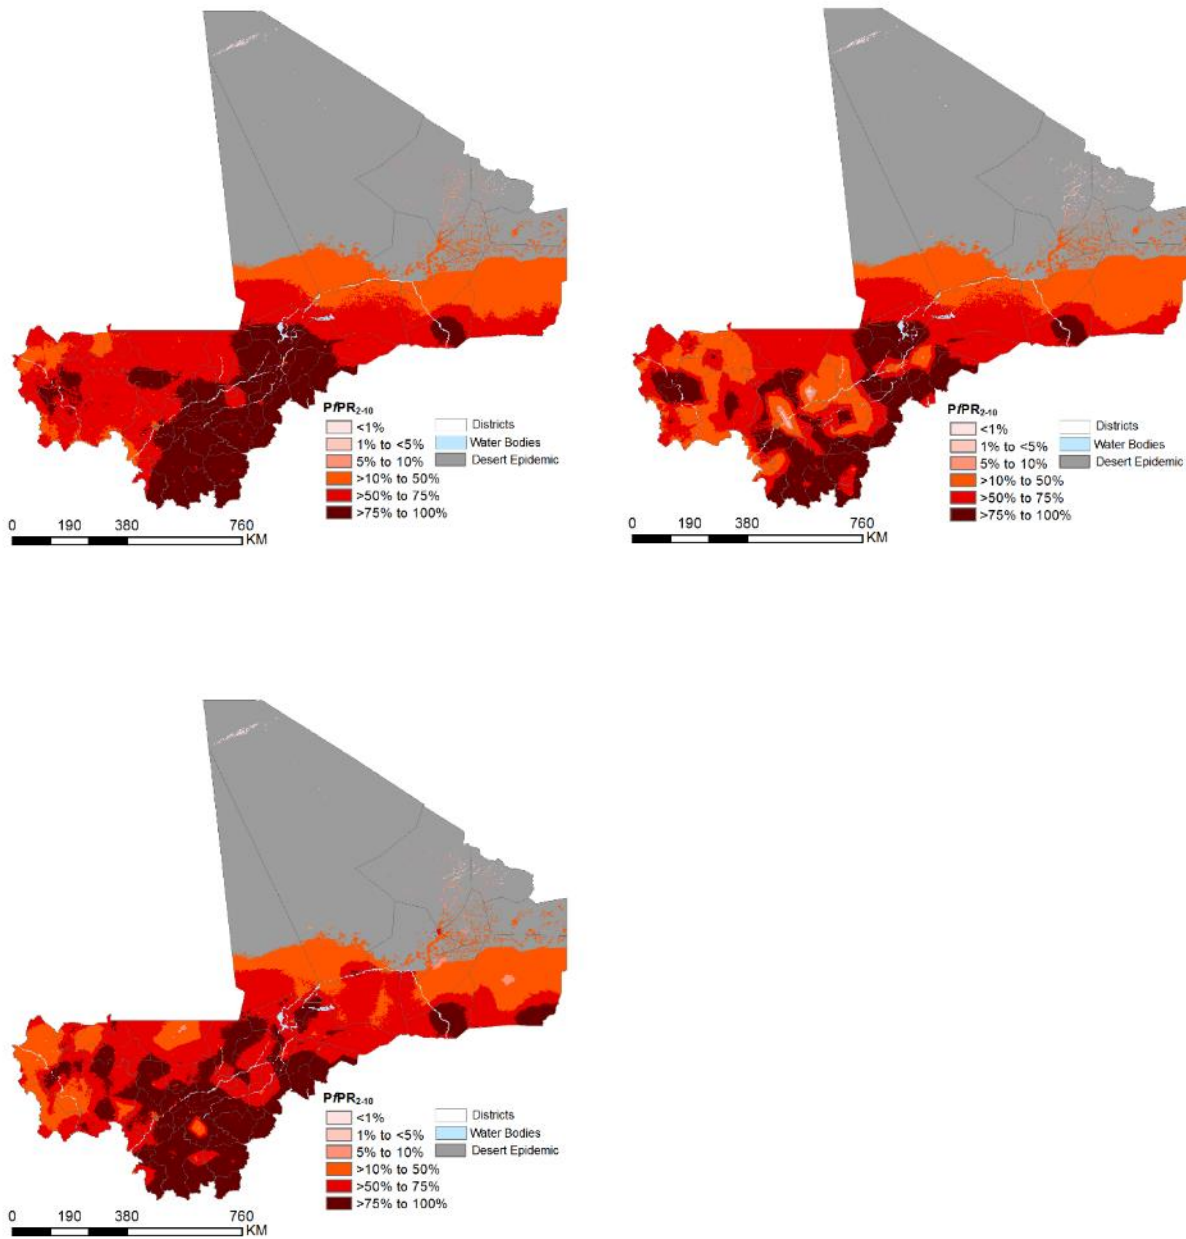 PfPR2-10
<1%
1% to <5%
5% to 10%
>10% to 50%
>50% to 75%
>75% to 100%
Districts
Water Bodies
Desert Epidemic
0 190 380 760
KM
PfPR2-10
<1%
1% to <5%
5% to 10%
>10% to 50%
>50% to 75%
>75% to 100%
Districts
Water Bodies
Desert Epidemic
0 190 380 760
KM
PfPR2-10
<1%
1% to <5%
5% to 10%
>10% to 50%
>50% to 75%
>75% to 100%
Districts
Water Bodies
Desert Epidemic
0 190 380 760
KM